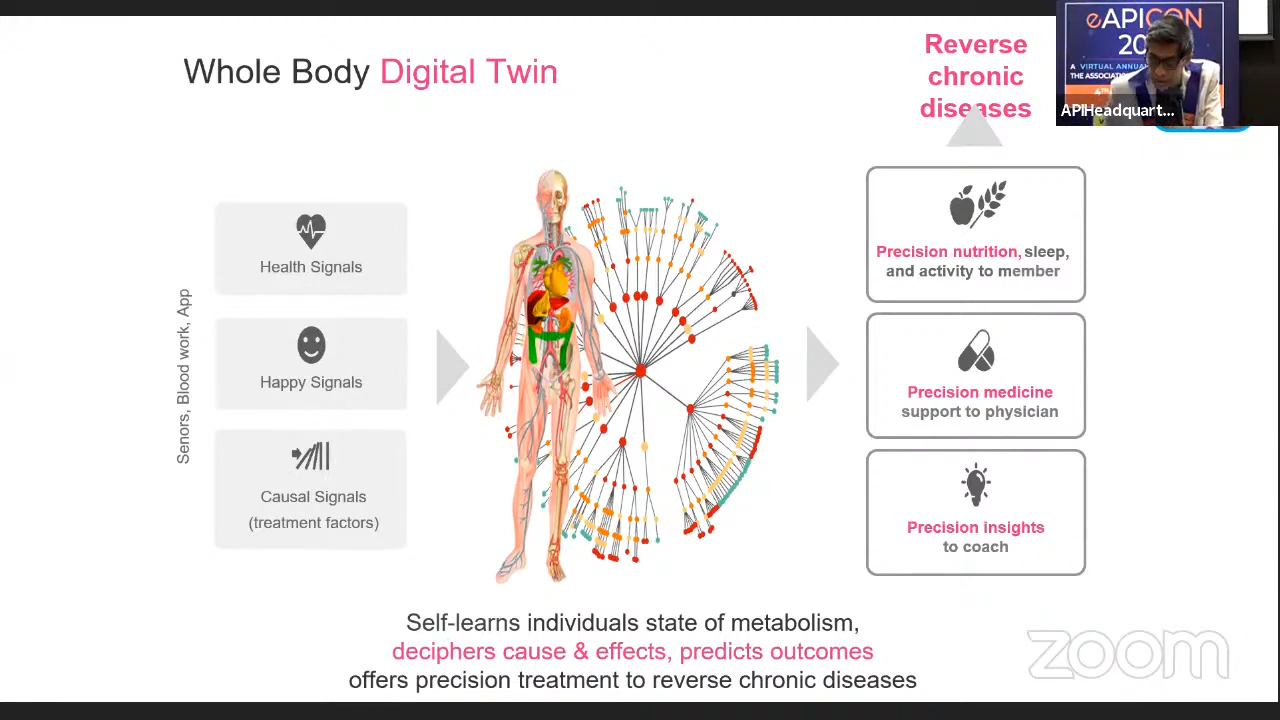 Whole Body Digital Twin
Reverse
chronic
diseases
eAPICON
20
A VIRTUAL ANNUA
THE ASSOCIATI
4TH
APIHeadquart...
Senors, Blood work, App
Health Signals
Happy Signals
Causal Signals
(treatment factors)
Precision nutrition, sleep,
and activity to member
Precision medicine
support to physician
Precision insights
to coach
Self-learns individuals state of metabolism,
deciphers cause & effects, predicts outcomes
offers precision treatment to reverse chronic diseases
zoom